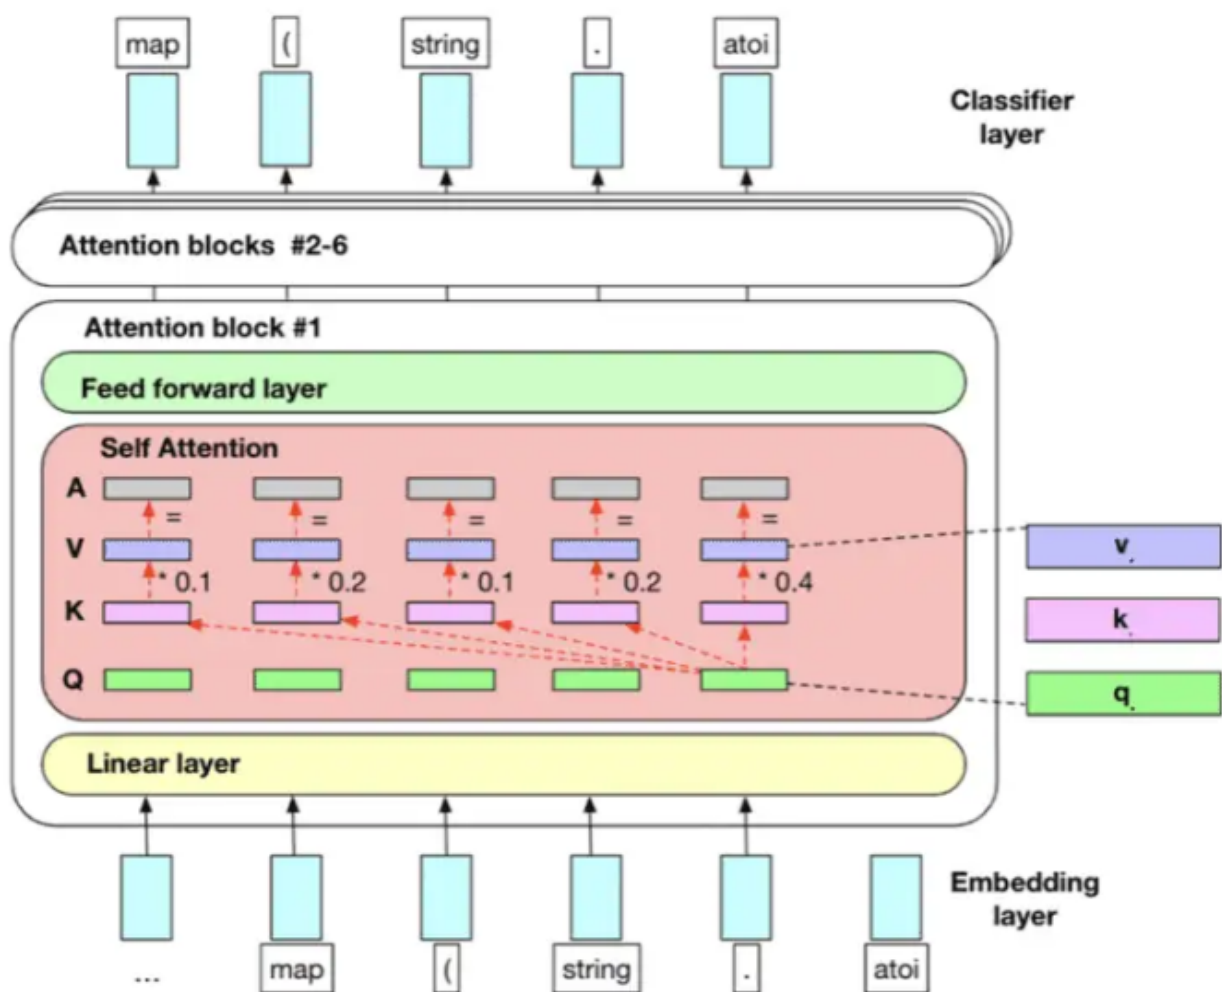 map ( string . atoi
Classifier
layer
Attention blocks #2-6
Attention block #1
Feed forward layer
Self Attention
A
= = = = =
V
v.
* 0.1 * 0.2 * 0.1 * 0.2 * 0.4
K
k.
Q
q.
Linear layer
Embedding
layer
... map ( string . atoi